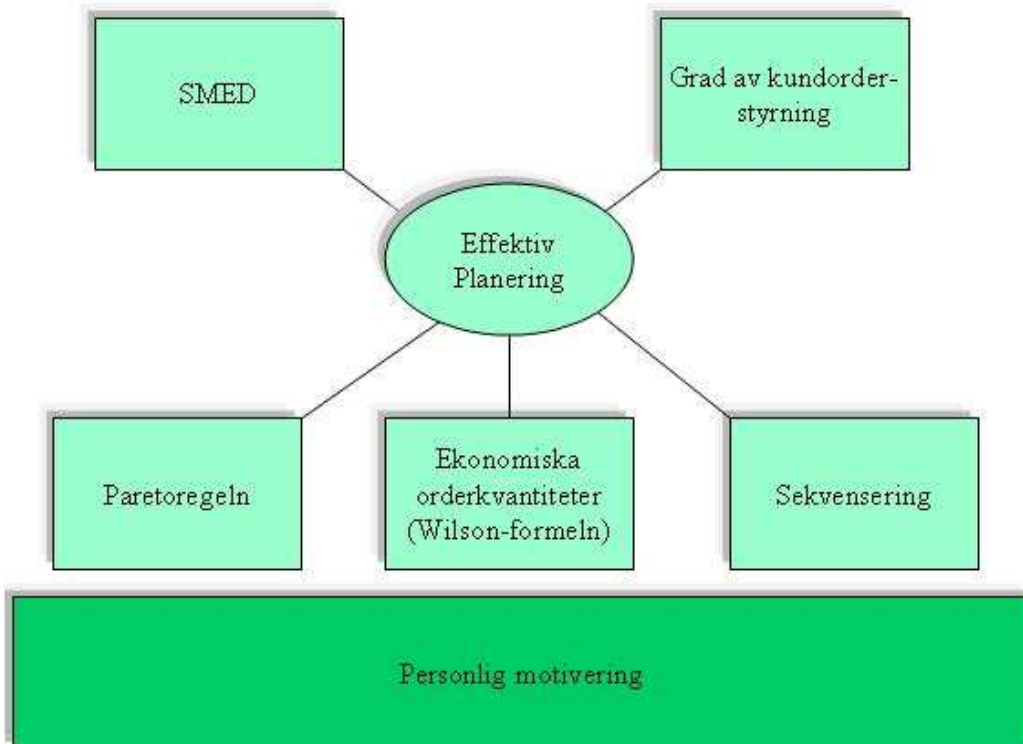 SMED
Grad av kundorder-
styrning
Effektiv
Planering
Paretoregeln
Ekonomiska
orderkvantiteter
(Wilson-formeln)
Sekvensering
Personlig motivering